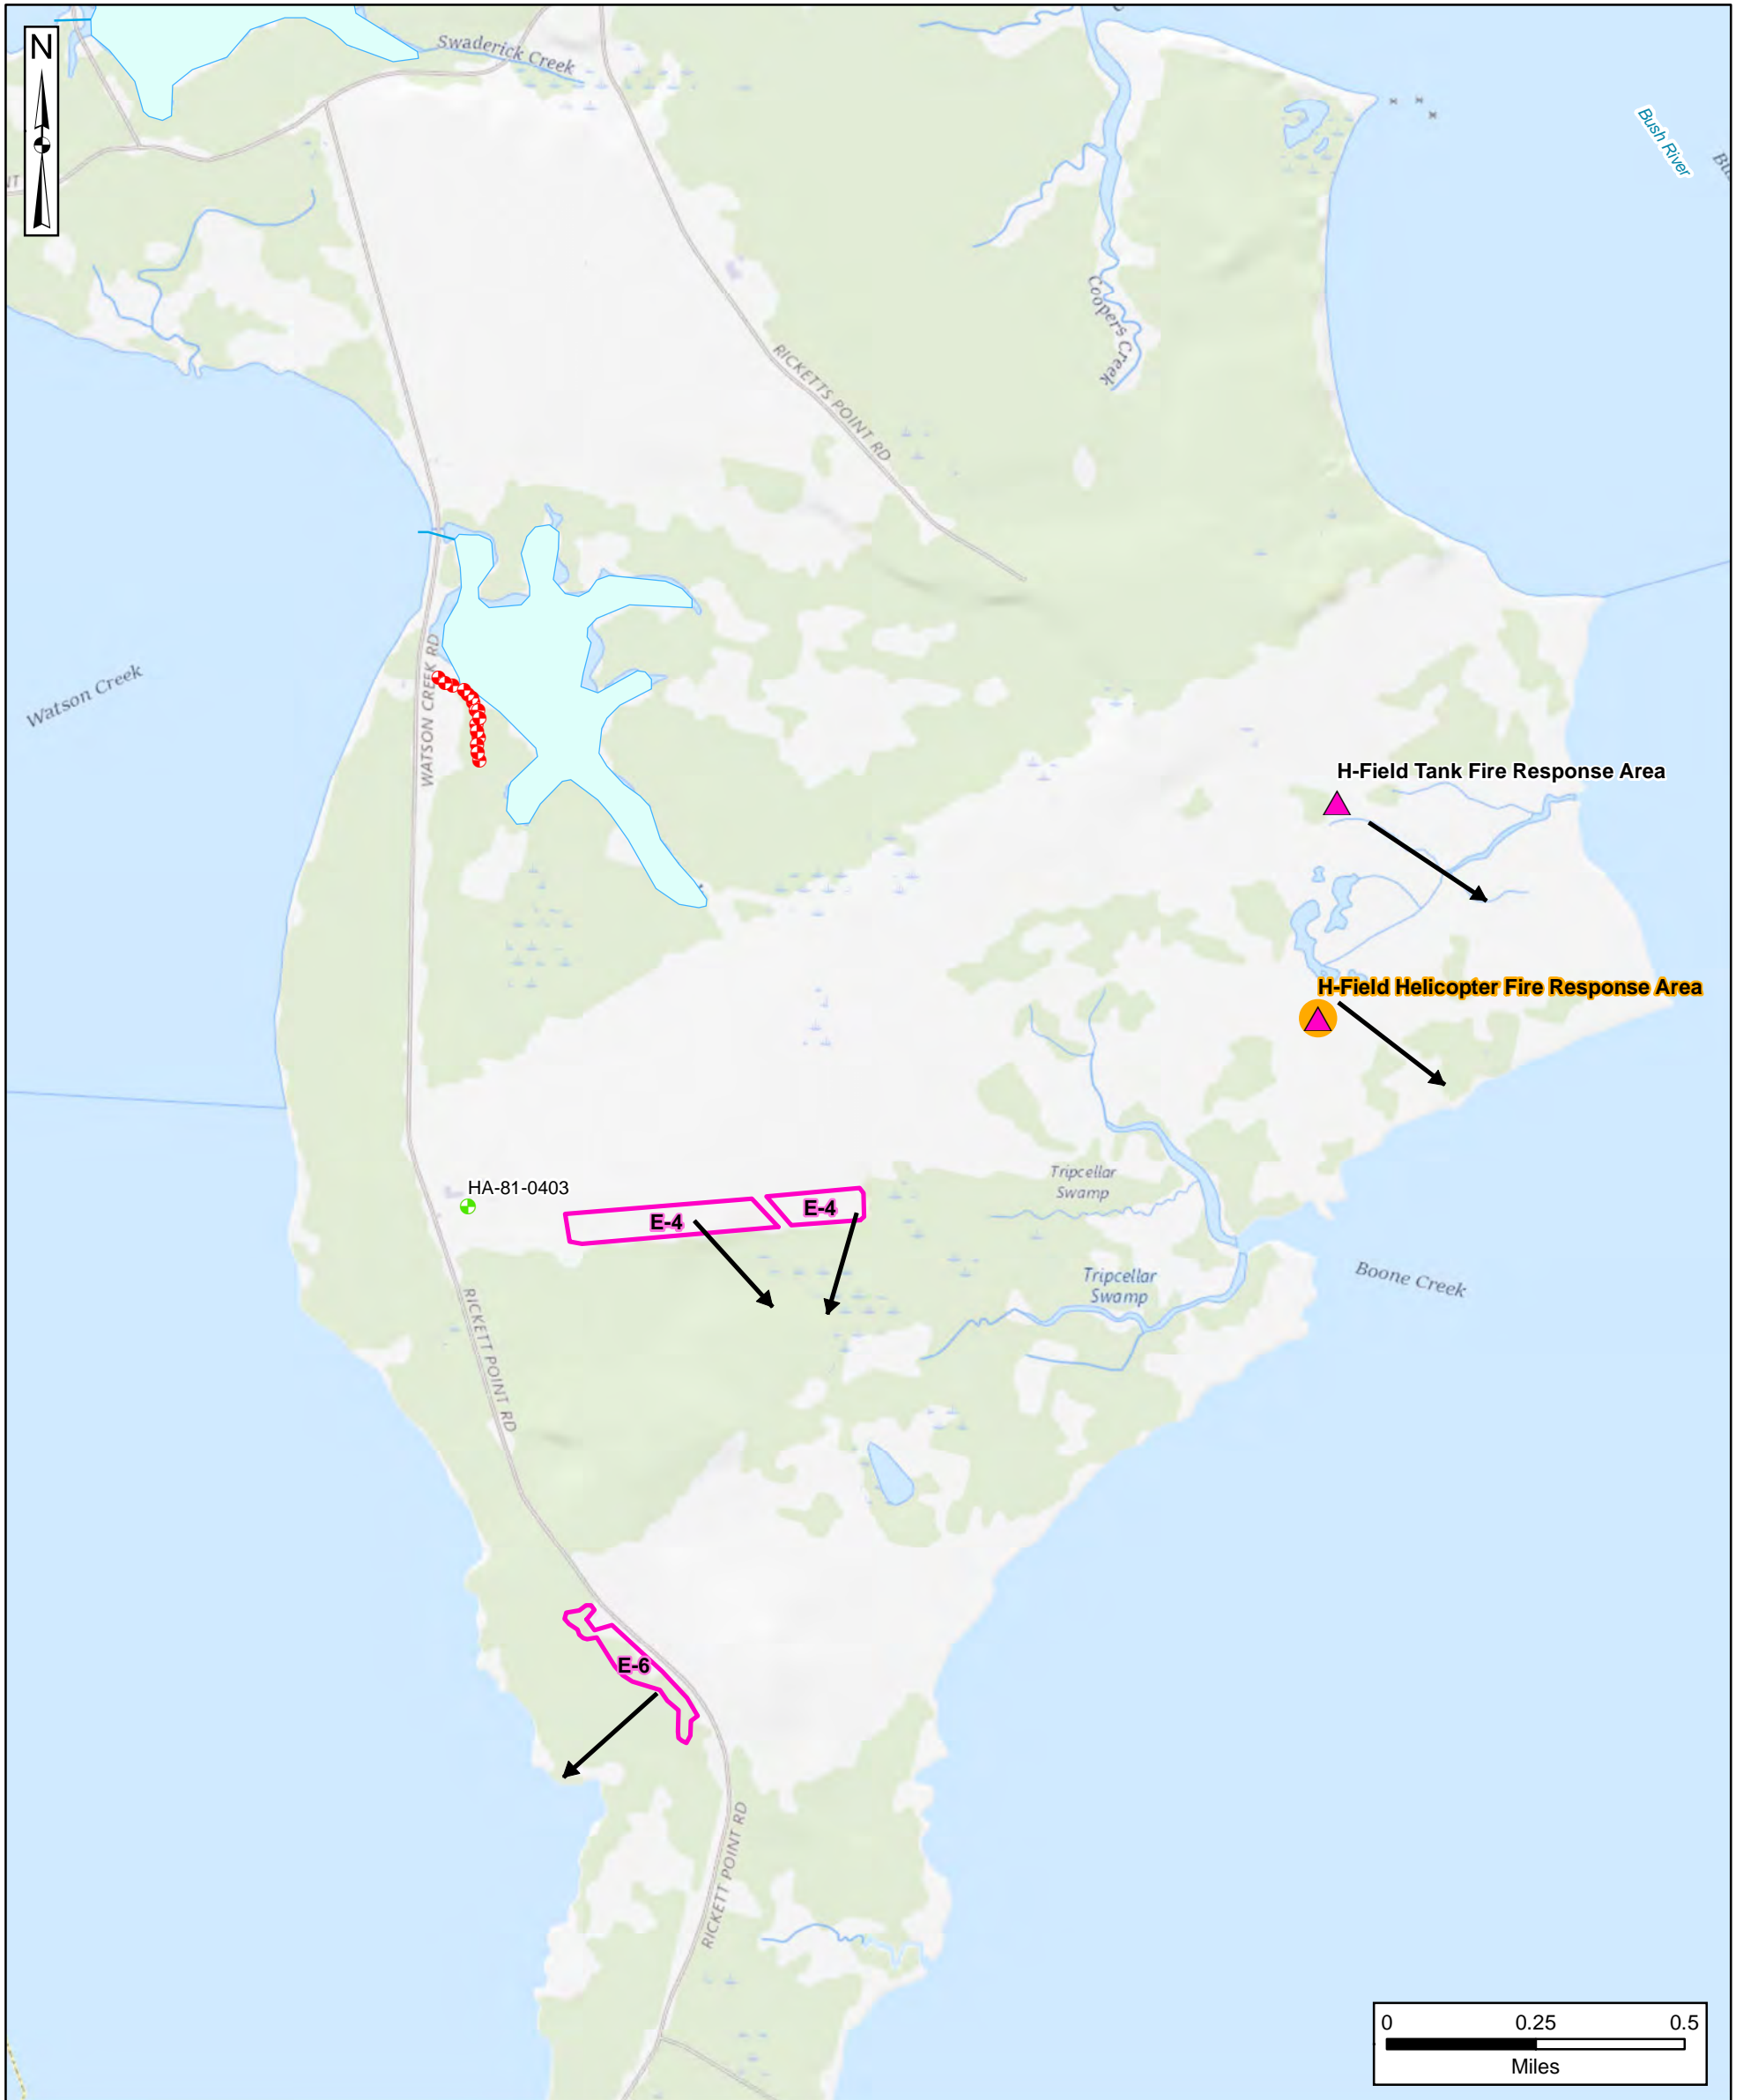 N
Swaderick Creek
Bush River
Coopers
Creek
RICKETTS POINT RD
WATSON CREEK RD
Watson Creek
H-Field Tank Fire Response Area
H-Field Helicopter Fire Response Area
HA-81-0403
E-4
E-4
Tripcellar
Swamp
Tripcellar
Swamp
Boone Creek
RICKETT POINT RD
E-6
RICKETT POINT RD
0 0.25 0.5
Miles